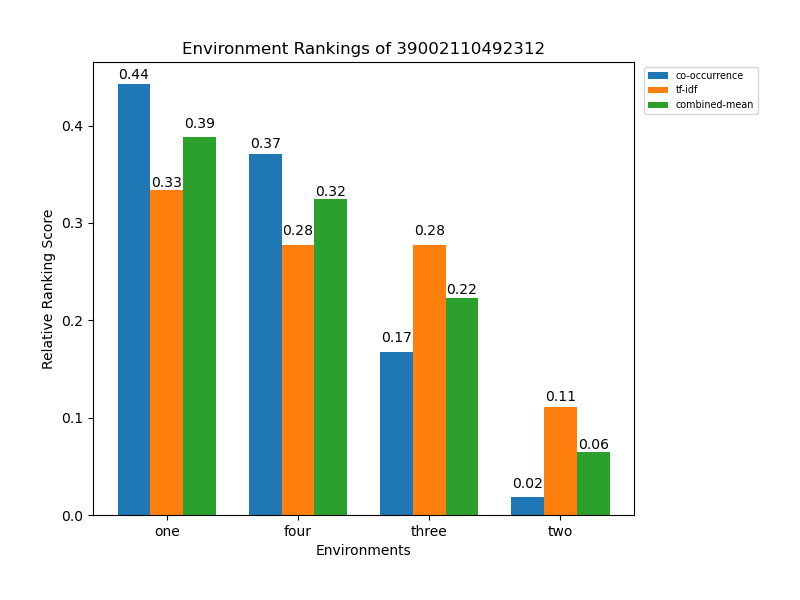 Environment Rankings of 39002110492312
co-occurrence
tf-idf
combined-mean
0.44
0.33
0.39
0.37
0.28
0.32
0.17
0.28
0.22
0.02
0.11
0.06
Relative Ranking Score
0.4
0.3
0.2
0.1
0.0
one four three two
Environments